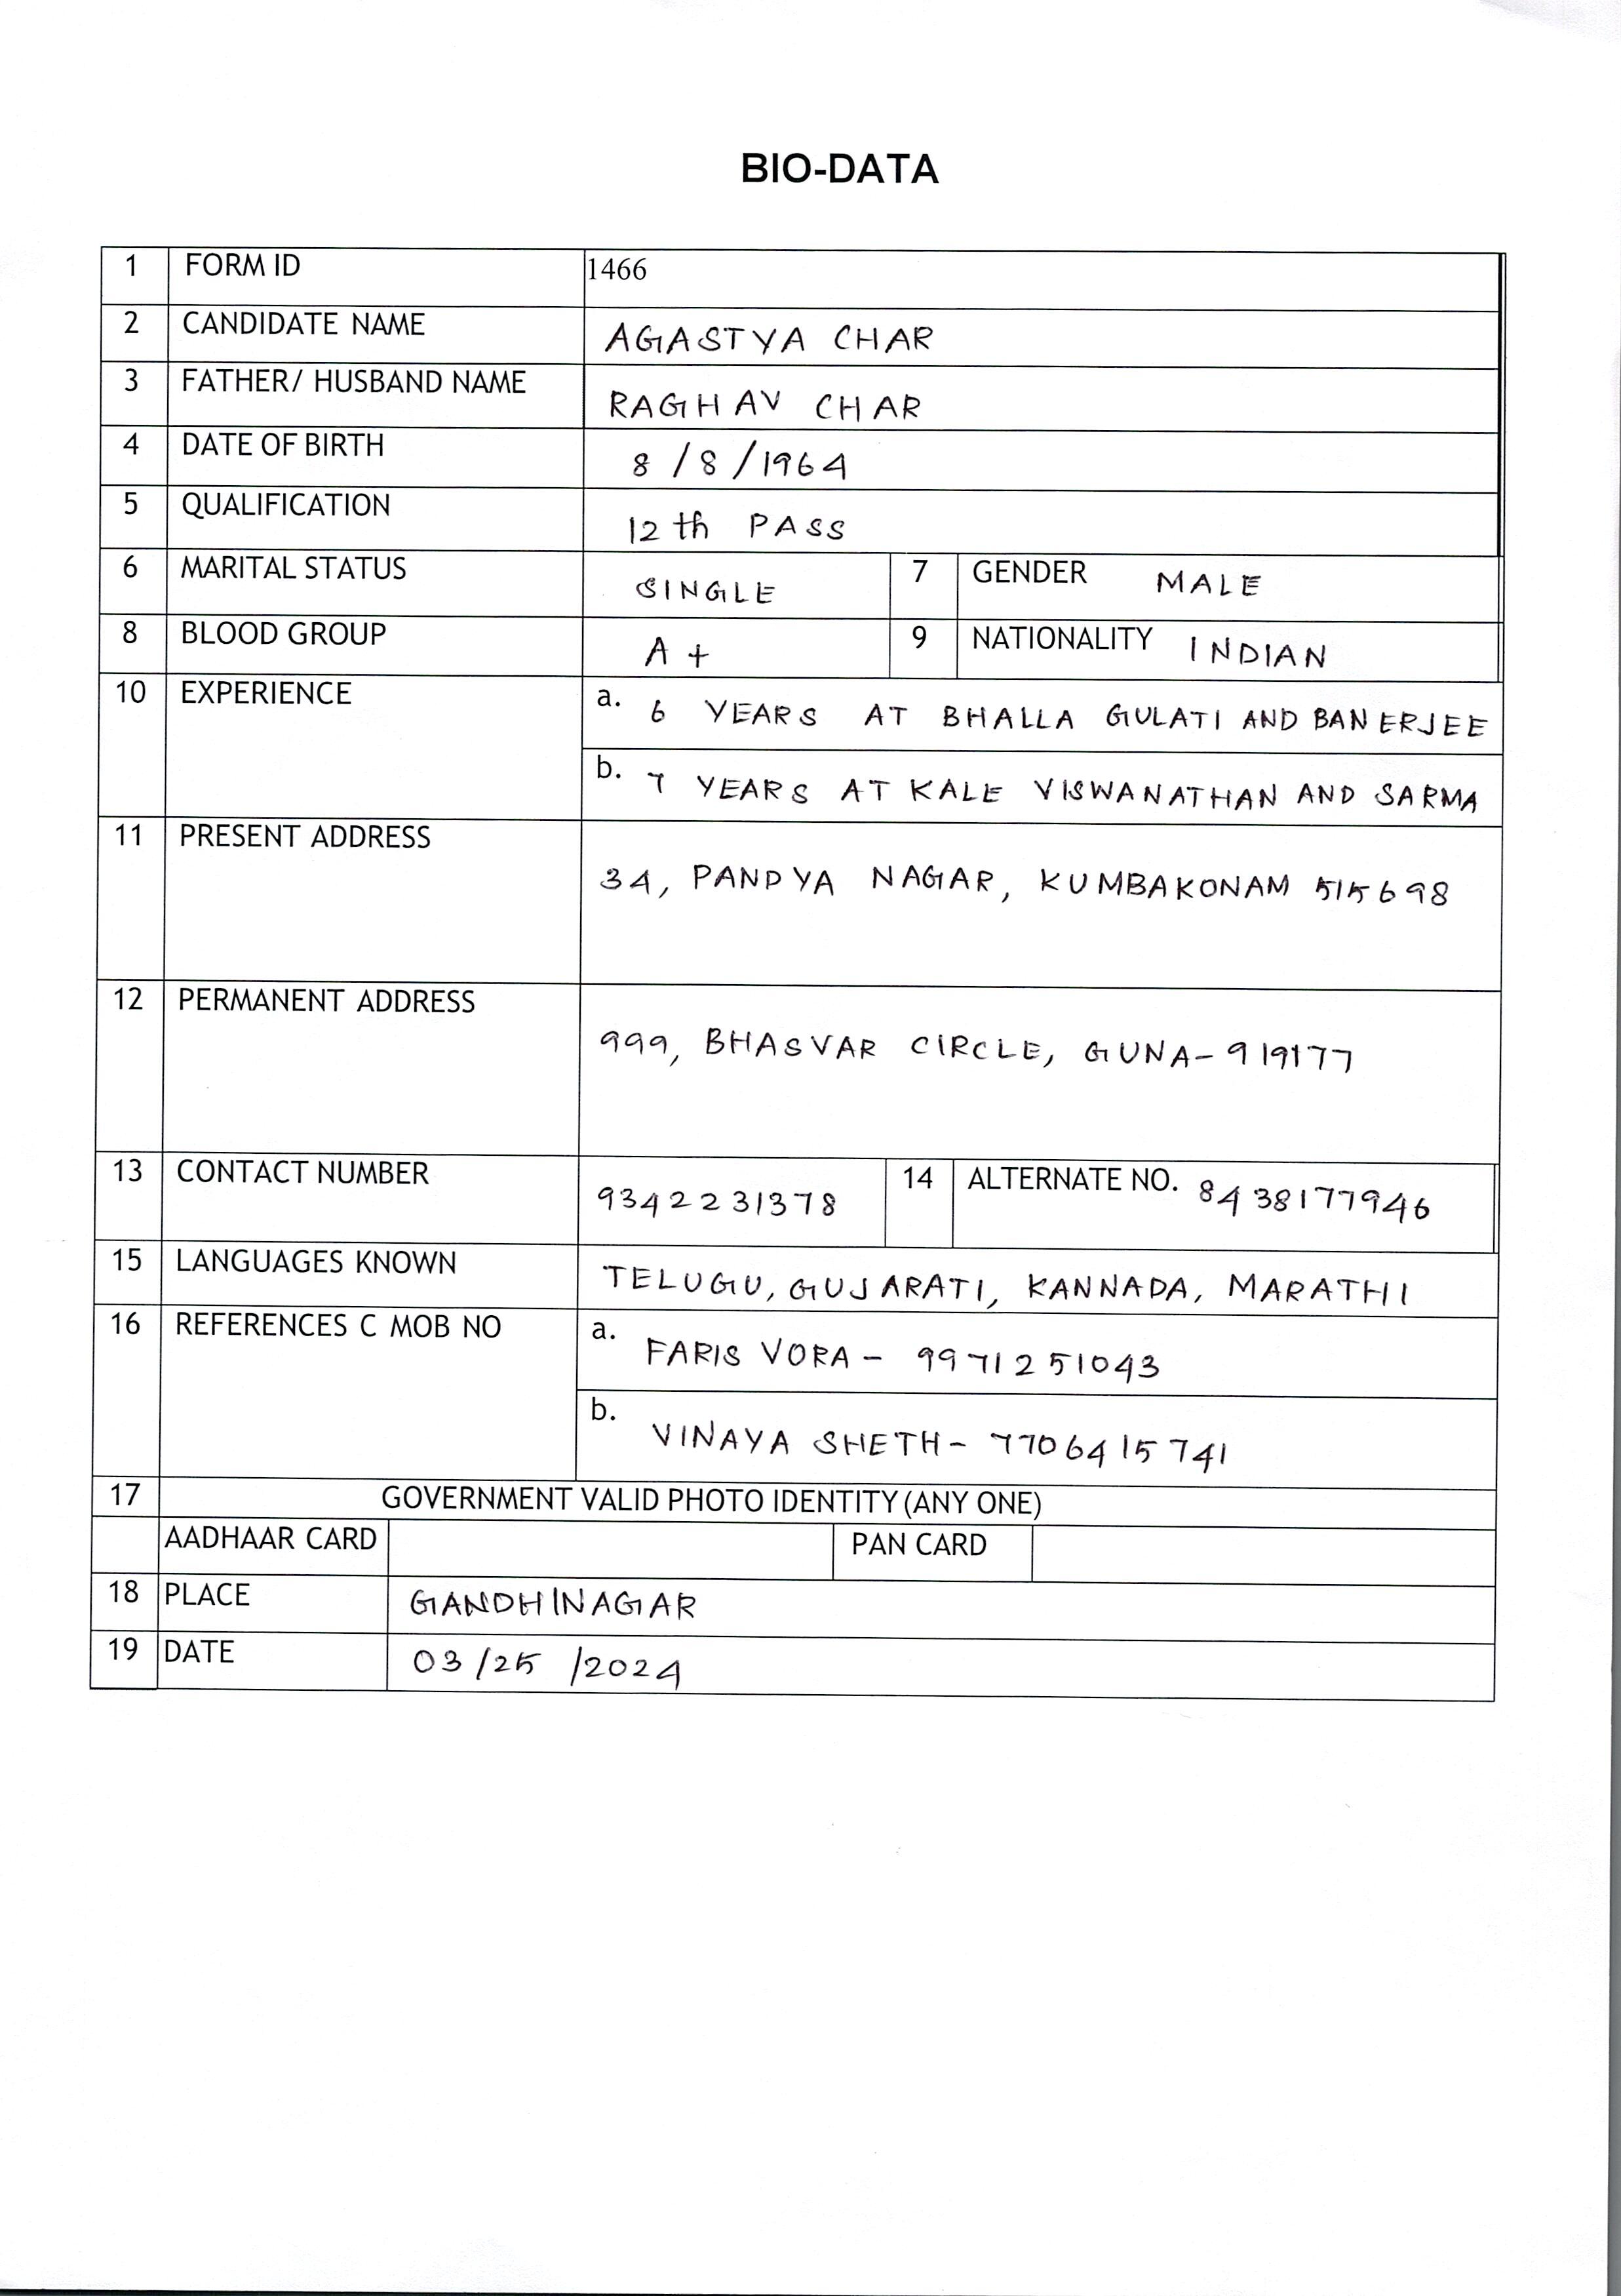 BIO-DATA
1 FORM ID 1466
2 CANDIDATE NAME AGASTYA CHAR
3 FATHER/ HUSBAND NAME RAGHAV CHAR
4 DATE OF BIRTH 8/8/1964
5 QUALIFICATION 12th PASS
6 MARITAL STATUS SINGLE 7 GENDER MALE
8 BLOOD GROUP A+ 9 NATIONALITY INDIAN
10 EXPERIENCE a. 6 YEARS AT BHALLA GULATI AND BANERJEE
b. 7 YEARS AT KALE VISWANATHAN AND SARMA
11 PRESENT ADDRESS 34, PANDYA NAGAR, KUMBAKONAM 515698
12 PERMANENT ADDRESS 999, BHASVAR CIRCLE, GUNA-919177
13 CONTACT NUMBER 9342231378 14 ALTERNATE NO. 8438177946
15 LANGUAGES KNOWN TELUGU, GUJARATI, KANNADA, MARATHI
16 REFERENCES C MOB NO a. FARIS VORA - 9971251043
b. VINAYA SHETH - 7706415741
17 GOVERNMENT VALID PHOTO IDENTITY (ANY ONE)
AADHAAR CARD PAN CARD
18 PLACE GANDHINAGAR
19 DATE 03/25/2024